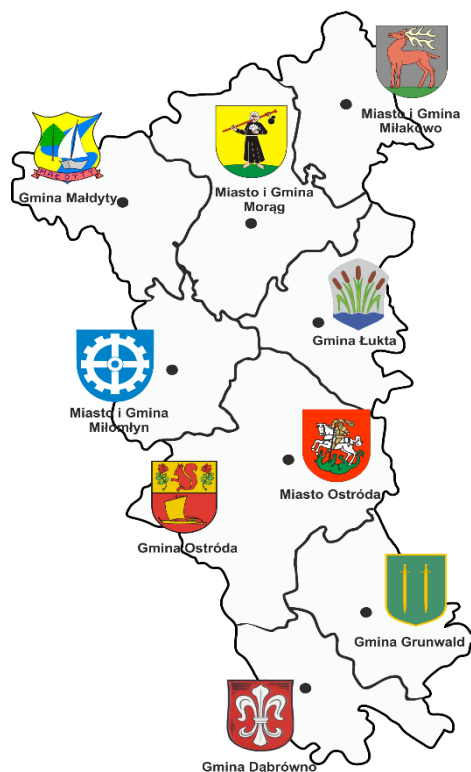 Miasto i Gmina
Miłakowo
MAŁDYTY
Gmina Małdyty
Miasto i Gmina
Morąg
Gmina Łukta
Miasto i Gmina
Miłomłyn
Miasto Ostróda
Gmina Ostróda
Gmina Grunwald
Gmina Dąbrówno